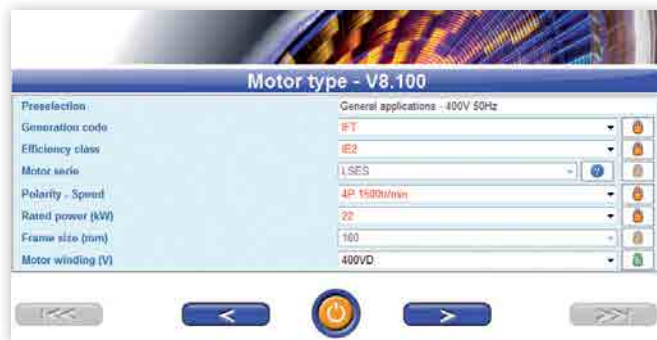 Motor type - V8.100
Preselection General applications - 400V 50Hz
Generation code IFT
Efficiency class IE2
Motor serie LSES ?
Polarity - Speed 4P 1500tr/min
Rated power (kW) 22
Frame size (mm) 180
Motor winding (V) 400VD
|<< < > >>|